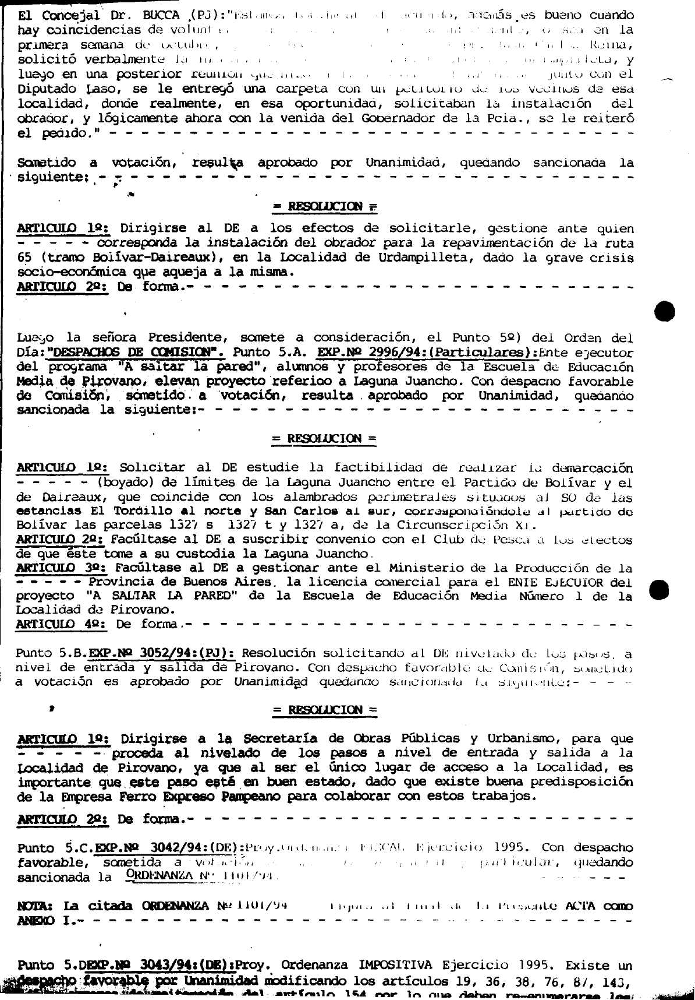 El Concejal Dr. BUCCA (PJ):" además es bueno cuando
hay coincidencias de o sea en la
primera semana de octubre, Reina,
solicitó verbalmente la y
luego en una posterior reunión que junto con el
Diputado Laso, se le entregó una carpeta con un petitorio de los vecinos de esa
localidad, donde realmente, en esa oportunidad, solicitaban la instalación del
obrador, y lógicamente ahora con la venida del Gobernador de la Pcia., se le reiteró
el pedido." - - - - - - - - - - - - - - - - - - - - - - - - - - - - - - - - -
Sometido a votación, resulta aprobado por Unanimidad, quedando sancionada la
siguiente: - - - - - - - - - - - - - - - - - - - - - - - - - - - - - - - - -
= RESOLUCION =
ARTICULO 1º: Dirigirse al DE a los efectos de solicitarle, gestione ante quien
- - - - - corresponda la instalación del obrador para la repavimentación de la ruta
65 (tramo Bolívar-Daireaux), en la Localidad de Urdampilleta, dado la grave crisis
socio-económica que aqueja a la misma.
ARTICULO 2º: De forma.- - - - - - - - - - - - - - - - - - - - - - - - - - - -
Luego la señora Presidente, somete a consideración, el Punto 5º) del Orden del
Día:"DESPACHOS DE COMISION". Punto 5.A. EXP.Nº 2996/94:(Particulares):Ente ejecutor
del programa "A saltar la pared", alumnos y profesores de la Escuela de Educación
Media de Pirovano, elevan proyecto referido a Laguna Juancho. Con despacho favorable
de Comisión, sometido a votación, resulta aprobado por Unanimidad, quedando
sancionada la siguiente:- - - - - - - - - - - - - - - - - - - - - - - - - - -
= RESOLUCION =
ARTICULO 1º: Solicitar al DE estudie la factibilidad de realizar la demarcación
- - - - - (boyado) de límites de la Laguna Juancho entre el Partido de Bolívar y el
de Daireaux, que coincide con los alambrados perimetrales situados al SO de las
estancias El Tordillo al norte y San Carlos al sur, correspondiéndole al partido de
Bolívar las parcelas 1327 s 1327 t y 1327 a, de la Circunscripción XI.
ARTICULO 2º: Facúltase al DE a suscribir convenio con el Club de Pesca a los efectos
de que éste tome a su custodia la Laguna Juancho.
ARTICULO 3º: Facúltase al DE a gestionar ante el Ministerio de la Producción de la
- - - - - Provincia de Buenos Aires, la licencia comercial para el ENTE EJECUTOR del
proyecto "A SALTAR LA PARED" de la Escuela de Educación Media Número 1 de la
Localidad de Pirovano.
ARTICULO 4º: De forma.- - - - - - - - - - - - - - - - - - - - - - - - - - - -
Punto 5.B.EXP.Nº 3052/94:(PJ): Resolución solicitando al DE nivelado de los pasos, a
nivel de entrada y salida de Pirovano. Con despacho favorable de Comisión, sometido
a votación es aprobado por Unanimidad quedando sancionada la siguiente:- - - -
= RESOLUCION =
ARTICULO 1º: Dirigirse a la Secretaría de Obras Públicas y Urbanismo, para que
- - - - - proceda al nivelado de los pasos a nivel de entrada y salida a la
Localidad de Pirovano, ya que al ser el único lugar de acceso a la Localidad, es
importante que este paso esté en buen estado, dado que existe buena predisposición
de la Empresa Ferro Expreso Pampeano para colaborar con estos trabajos.
ARTICULO 2º: De forma.- - - - - - - - - - - - - - - - - - - - - - - - - - - -
Punto 5.C.EXP.Nº 3042/94:(DE):Proy.Ordenanza FISCAL Ejercicio 1995. Con despacho
favorable, sometida a votación particular, quedando
sancionada la ORDENANZA Nº 1101/94. - - - - - -
NOTA: La citada ORDENANZA Nº 1101/94 figura al final de la Presente ACTA como
ANEXO I.- - - - - - - - - - - - - - - - - - - - - - - - - - - - - - - - - - -
Punto 5.DEXP.Nº 3043/94:(DE):Proy. Ordenanza IMPOSITIVA Ejercicio 1995. Existe un
despacho favorable por Unanimidad modificando los artículos 19, 36, 38, 76, 87, 143,
del artículo 154 por lo que deben re-enumerarse los